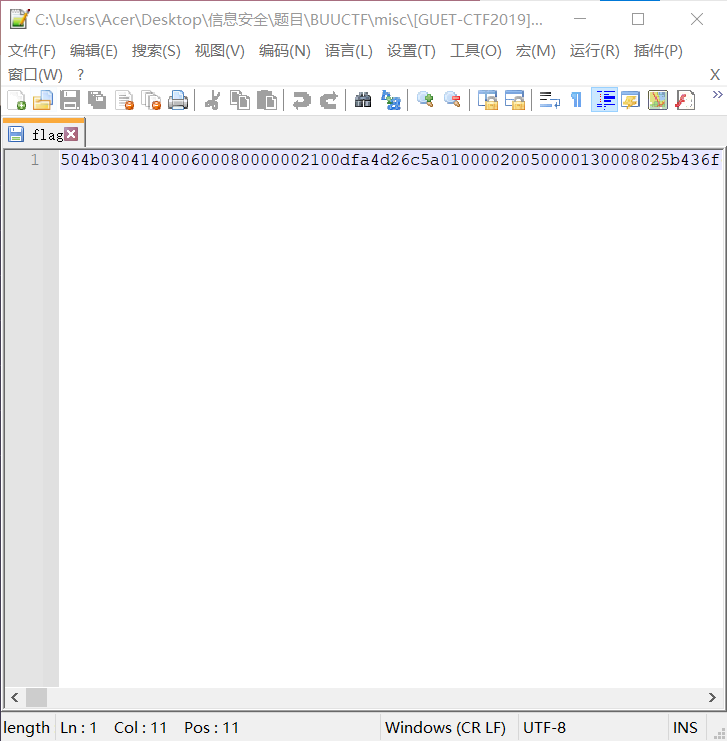 C:\Users\Acer\Desktop\信息安全\题目\BUUCTF\misc\[GUET-CTF2019]...
文件(F) 编辑(E) 搜索(S) 视图(V) 编码(N) 语言(L) 设置(T) 工具(O) 宏(M) 运行(R) 插件(P)
窗口(W) ? X
flag
1 504b030414000600080000002100dfa4d26c5a01000020050000130008025b436f
length Ln : 1 Col : 11 Pos : 11 Windows (CR LF) UTF-8 INS